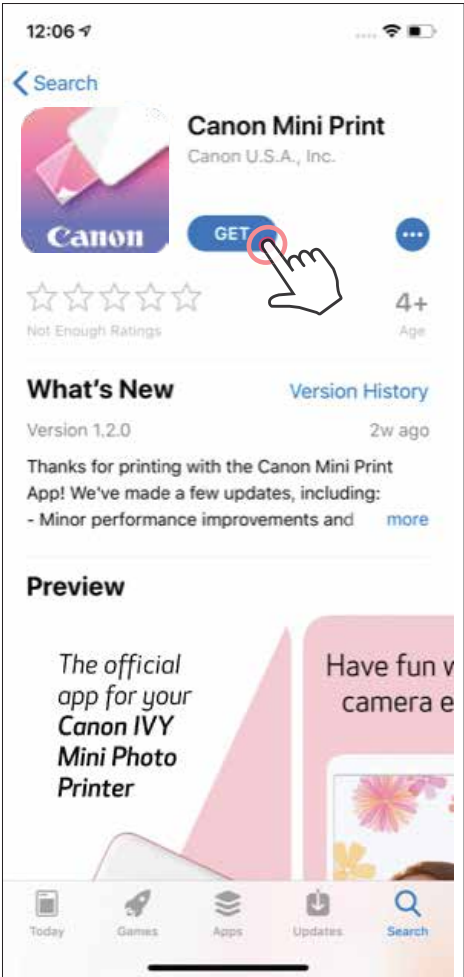 12:06
Search
Canon Mini Print
Canon U.S.A., Inc.
Canon
GET
4+
Not Enough Ratings
Age
What's New
Version History
Version 1.2.0
2w ago
Thanks for printing with the Canon Mini Print
App! We've made a few updates, including:
- Minor performance improvements and more
Preview
The official
app for your
Canon IVY
Mini Photo
Printer
Have fun
camera e
Today
Games
Apps
Updates
Search